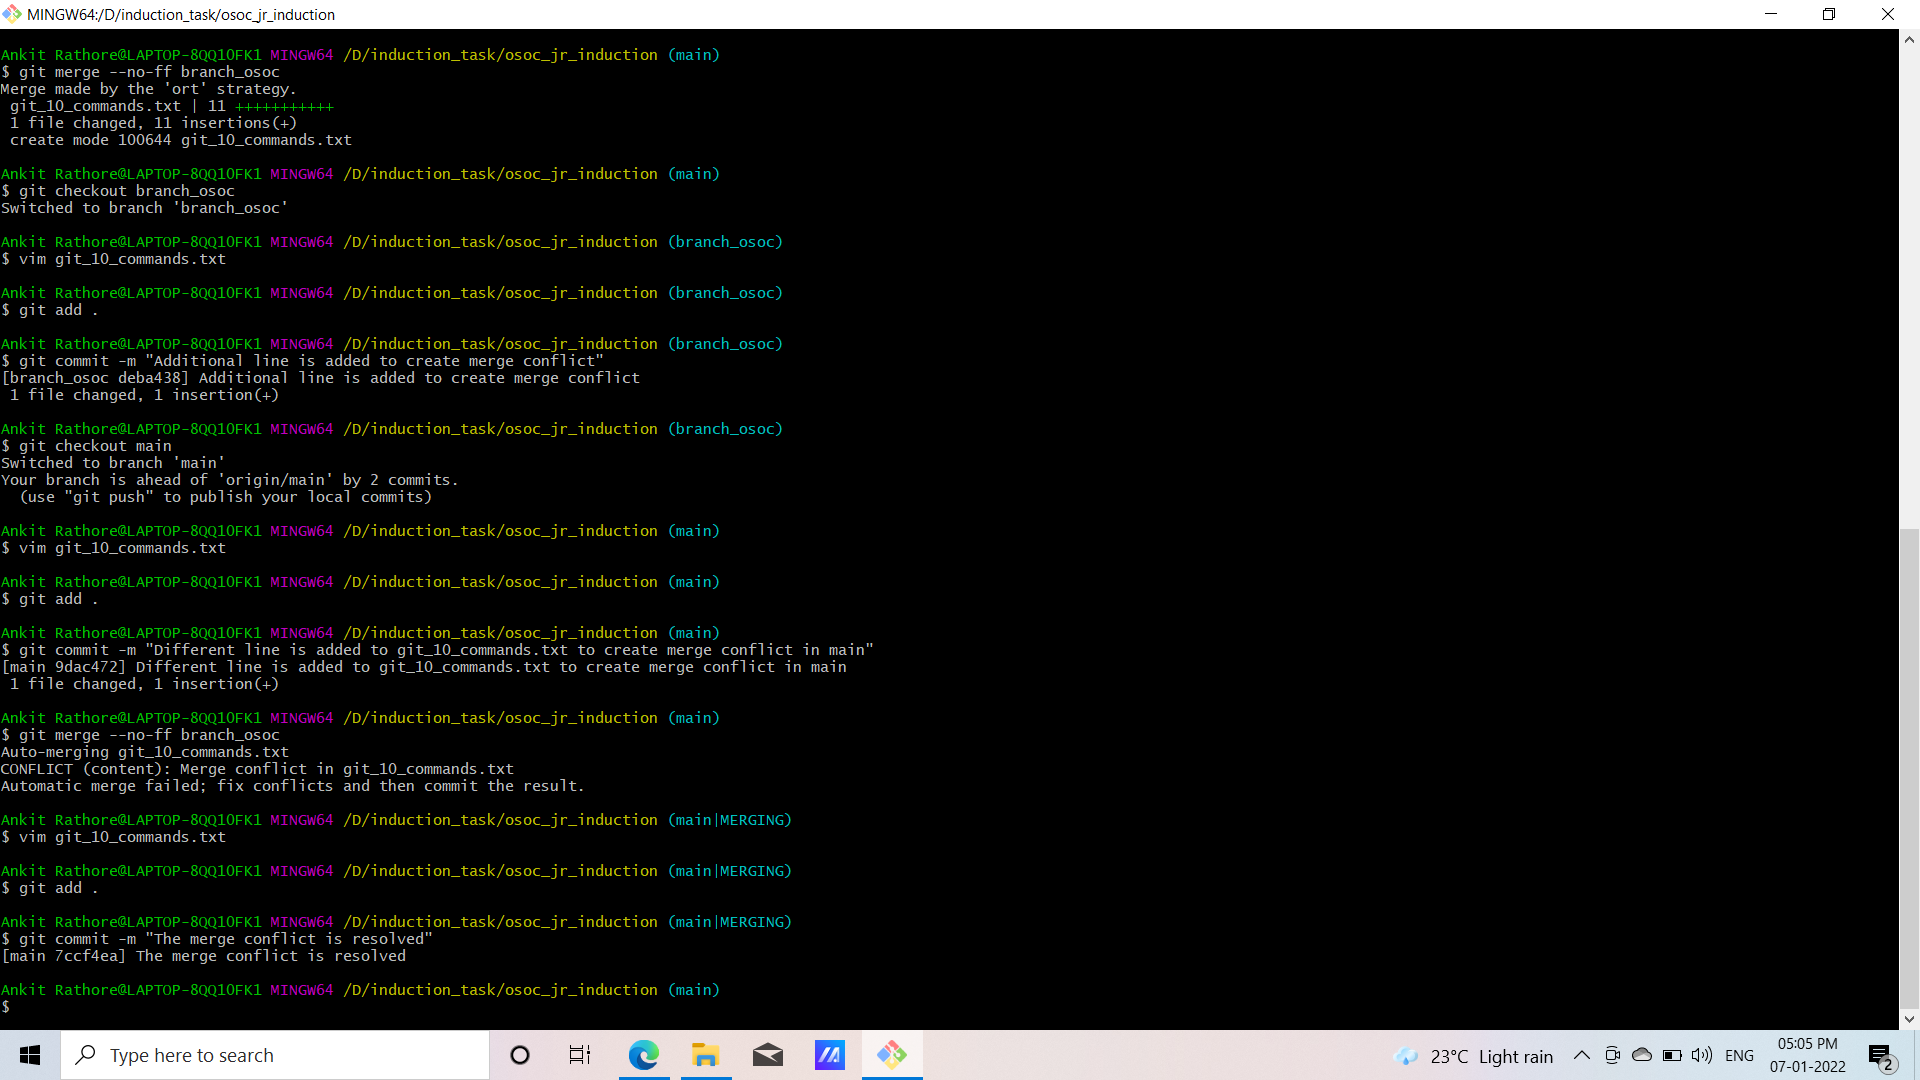 MINGW64:/D/induction_task/osoc_jr_induction
Ankit Rathore@LAPTOP-8QQ10FK1 MINGW64 /D/induction_task/osoc_jr_induction (main)
$ git merge --no-ff branch_osoc
Merge made by the 'ort' strategy.
 git_10_commands.txt | 11 +++++++++++
 1 file changed, 11 insertions(+)
 create mode 100644 git_10_commands.txt
Ankit Rathore@LAPTOP-8QQ10FK1 MINGW64 /D/induction_task/osoc_jr_induction (main)
$ git checkout branch_osoc
Switched to branch 'branch_osoc'
Ankit Rathore@LAPTOP-8QQ10FK1 MINGW64 /D/induction_task/osoc_jr_induction (branch_osoc)
$ vim git_10_commands.txt
Ankit Rathore@LAPTOP-8QQ10FK1 MINGW64 /D/induction_task/osoc_jr_induction (branch_osoc)
$ git add .
Ankit Rathore@LAPTOP-8QQ10FK1 MINGW64 /D/induction_task/osoc_jr_induction (branch_osoc)
$ git commit -m "Additional line is added to create merge conflict"
[branch_osoc deba438] Additional line is added to create merge conflict
 1 file changed, 1 insertion(+)
Ankit Rathore@LAPTOP-8QQ10FK1 MINGW64 /D/induction_task/osoc_jr_induction (branch_osoc)
$ git checkout main
Switched to branch 'main'
Your branch is ahead of 'origin/main' by 2 commits.
  (use "git push" to publish your local commits)
Ankit Rathore@LAPTOP-8QQ10FK1 MINGW64 /D/induction_task/osoc_jr_induction (main)
$ vim git_10_commands.txt
Ankit Rathore@LAPTOP-8QQ10FK1 MINGW64 /D/induction_task/osoc_jr_induction (main)
$ git add .
Ankit Rathore@LAPTOP-8QQ10FK1 MINGW64 /D/induction_task/osoc_jr_induction (main)
$ git commit -m "Different line is added to git_10_commands.txt to create merge conflict in main"
[main 9dac472] Different line is added to git_10_commands.txt to create merge conflict in main
 1 file changed, 1 insertion(+)
Ankit Rathore@LAPTOP-8QQ10FK1 MINGW64 /D/induction_task/osoc_jr_induction (main)
$ git merge --no-ff branch_osoc
Auto-merging git_10_commands.txt
CONFLICT (content): Merge conflict in git_10_commands.txt
Automatic merge failed; fix conflicts and then commit the result.
Ankit Rathore@LAPTOP-8QQ10FK1 MINGW64 /D/induction_task/osoc_jr_induction (main|MERGING)
$ vim git_10_commands.txt
Ankit Rathore@LAPTOP-8QQ10FK1 MINGW64 /D/induction_task/osoc_jr_induction (main|MERGING)
$ git add .
Ankit Rathore@LAPTOP-8QQ10FK1 MINGW64 /D/induction_task/osoc_jr_induction (main|MERGING)
$ git commit -m "The merge conflict is resolved"
[main 7ccf4ea] The merge conflict is resolved
Ankit Rathore@LAPTOP-8QQ10FK1 MINGW64 /D/induction_task/osoc_jr_induction (main)
$
Type here to search
23°C Light rain
ENG
05:05 PM
07-01-2022
2